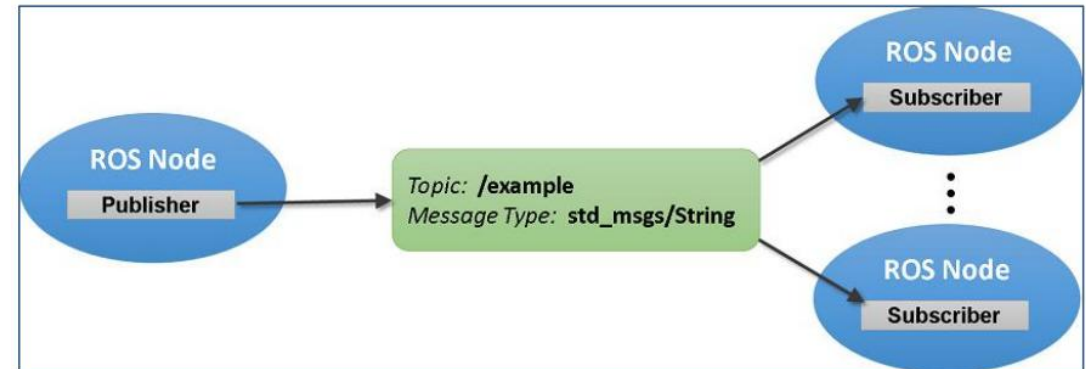 ROS Node
Publisher
Topic: /example
Message Type: std_msgs/String
ROS Node
Subscriber
ROS Node
Subscriber